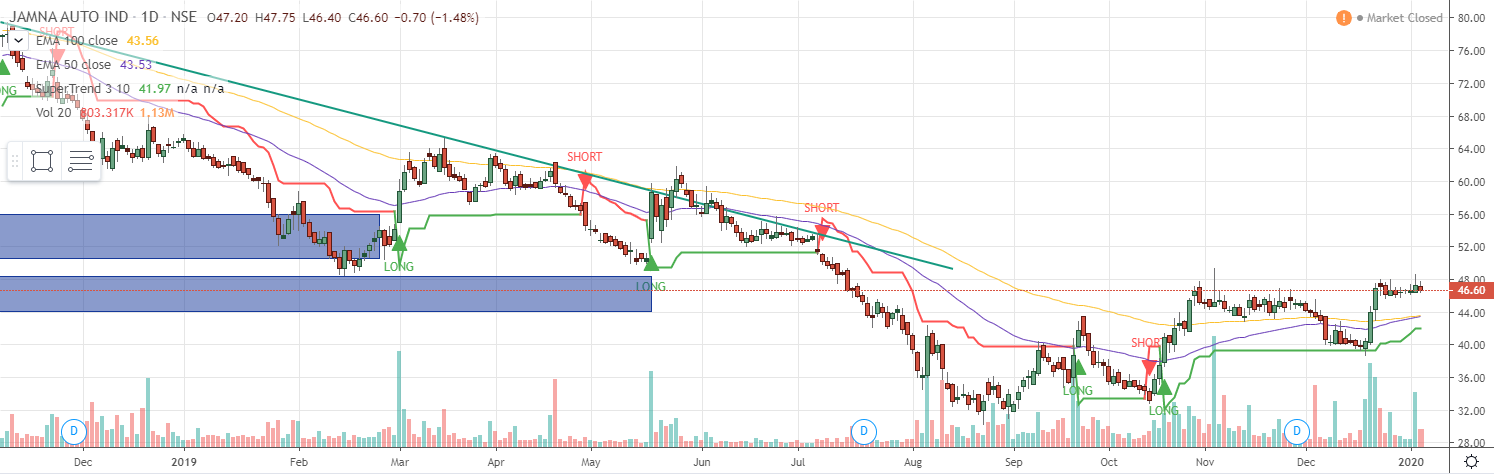 JAMNA AUTO IND · 1D · NSE O47.20 H47.75 L46.40 C46.60 −0.70 (−1.48%)
Market Closed
SHORT
EMA 100 close 43.56
EMA 50 close 43.53
SuperTrend 3 10 41.97 n/a n/a
Vol 20 803.317K 1.13M
LONG
SHORT
SHORT
LONG
LONG
SHORT
LONG
LONG
D
D
D
80.00
76.00
72.00
68.00
64.00
60.00
56.00
52.00
48.00
46.60
44.00
40.00
36.00
32.00
28.00
Dec 2019 Feb Mar Apr May Jun Jul Aug Sep Oct Nov Dec 2020